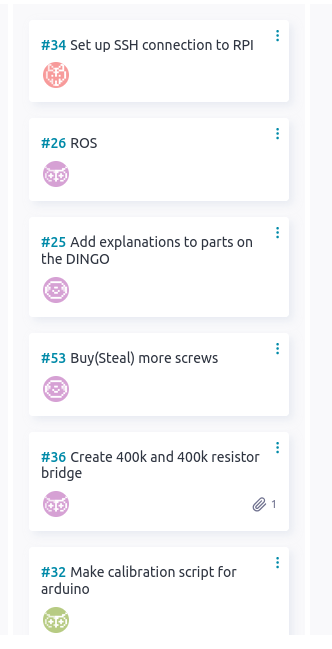 #34 Set up SSH connection to RPI
#26 ROS
#25 Add explanations to parts on
the DINGO
#53 Buy(Steal) more screws
#36 Create 400k and 400k resistor
bridge
1
#32 Make calibration script for
arduino